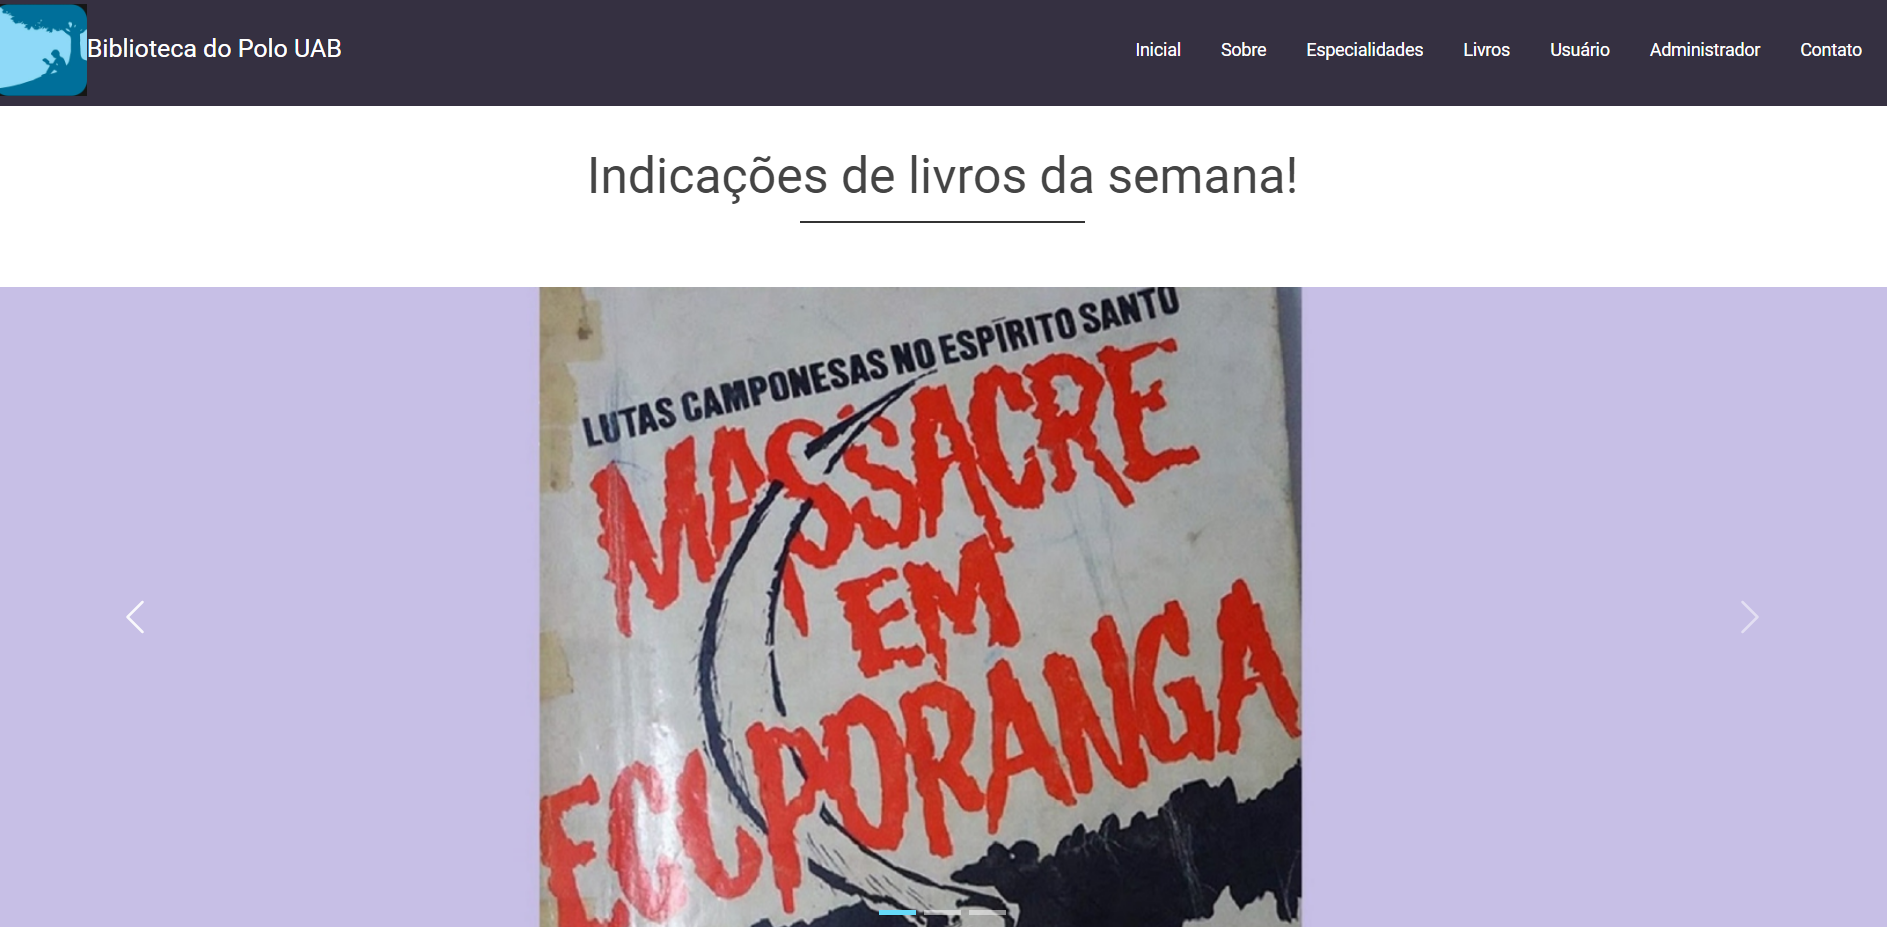 Biblioteca do Polo UAB
Inicial Sobre Especialidades Livros Usuário Administrador Contato
Indicações de livros da semana!
LUTAS CAMPONESAS NO ESPÍRITO SANTO
MASSACRE
EM
ECOPORANGA